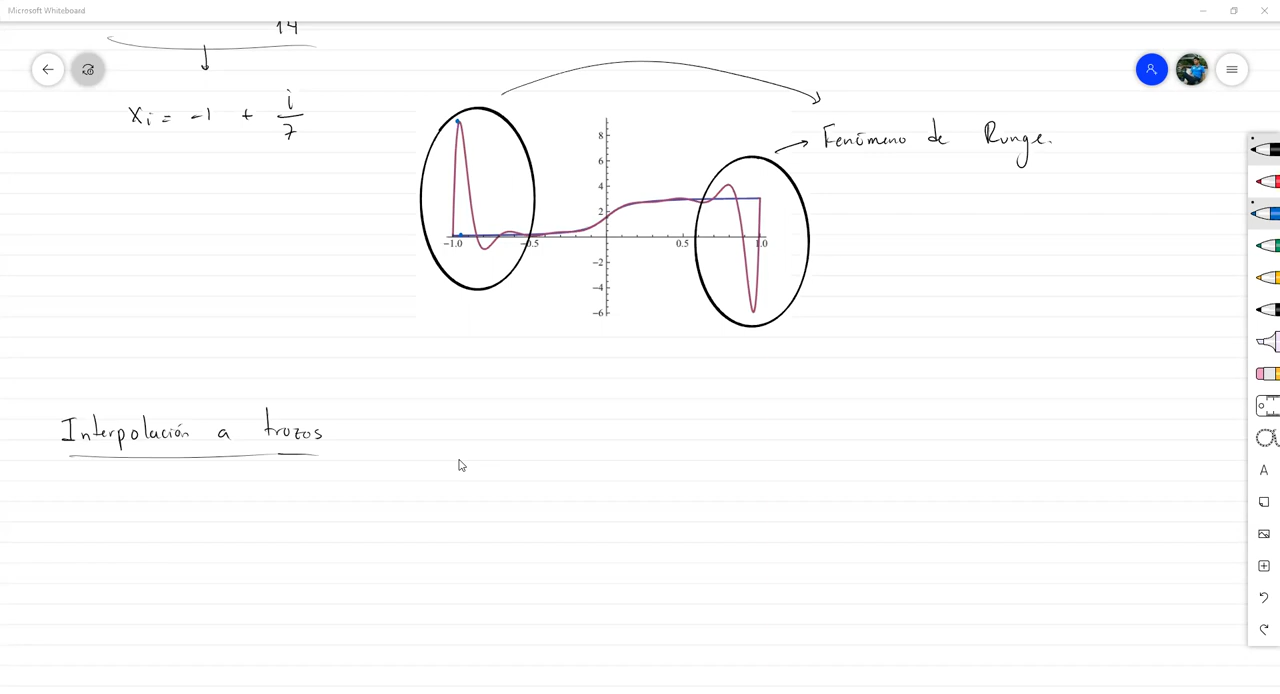 Microsoft Whiteboard
14
xi = -1 + i/7
Fenómeno de Runge.
8
6
4
2
-1.0 -0.5 0.5 1.0
-2
-4
-6
Interpolación a trozos
A